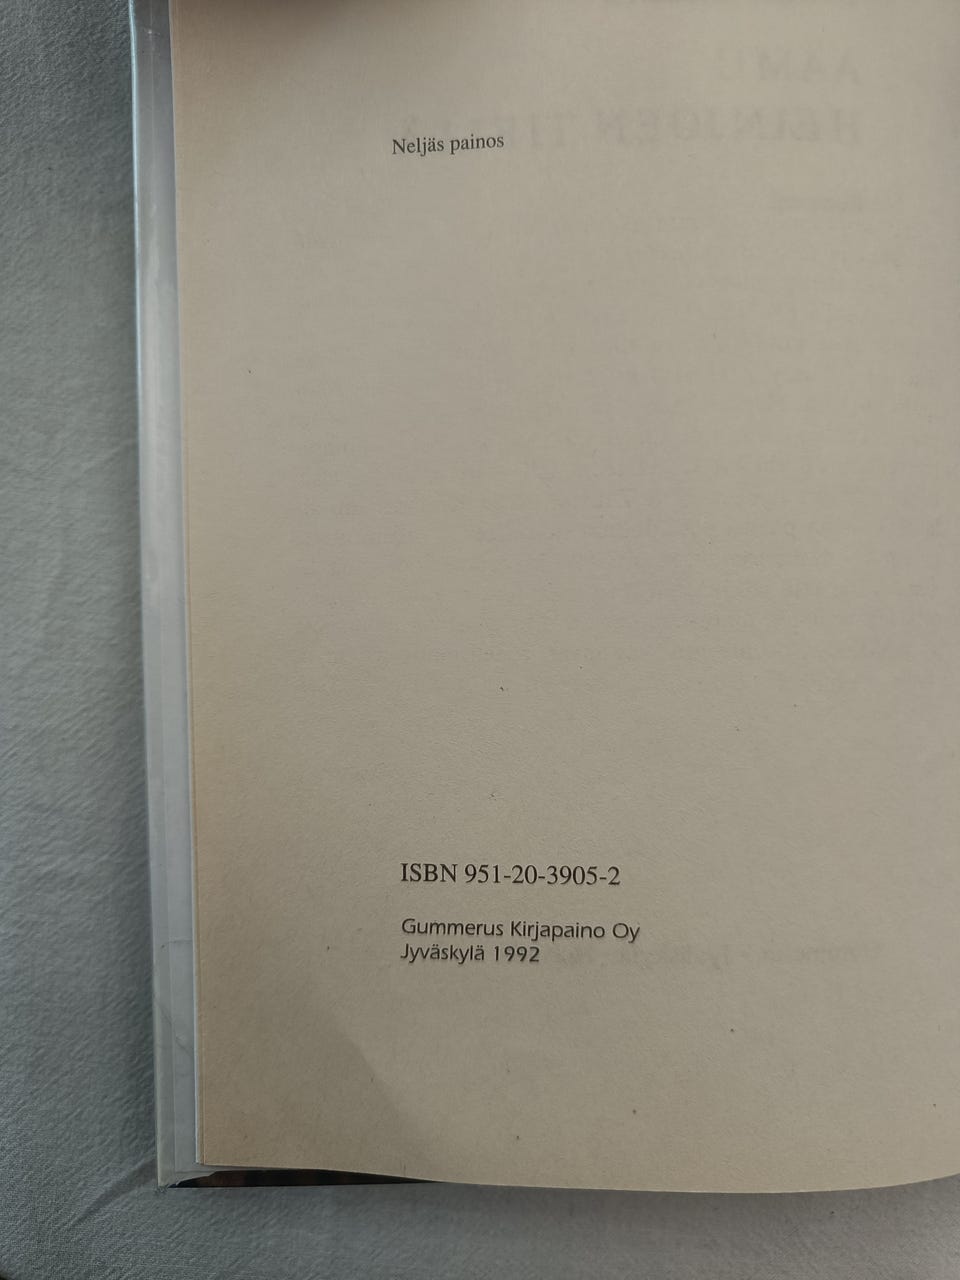 Neljäs painos
ISBN 951-20-3905-2
Gummerus Kirjapaino Oy
Jyväskylä 1992